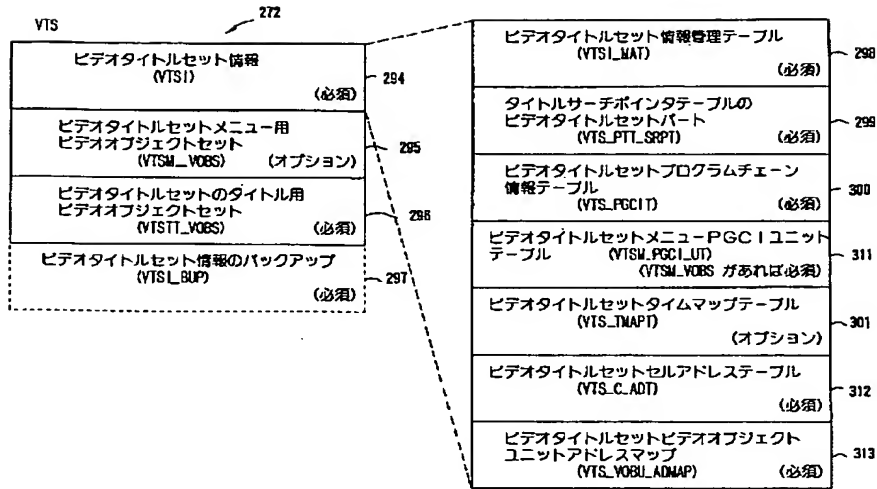 VTS
272
ビデオタイトルセット情報
(VTSI)
(必須)
294
ビデオタイトルセットメニュー用
ビデオオブジェクトセット
(VTSM_VOBS) (オプション)
295
ビデオタイトルセットのタイトル用
ビデオオブジェクトセット
(VTSTT_VOBS) (必須)
296
ビデオタイトルセット情報のバックアップ
(VTSI_BUP)
(必須)
297
ビデオタイトルセット情報管理テーブル
(VTSI_MAT)
(必須)
298
タイトルサーチポインタテーブルの
ビデオタイトルセットパート
(VTS_PTT_SRPT) (必須)
299
ビデオタイトルセットプログラムチェーン
情報テーブル
(VTS_PGCIT) (必須)
300
ビデオタイトルセットメニューPGCIユニット
テーブル (VTSM_PGCI_UT)
(VTSM_VOBS があれば必須)
311
ビデオタイトルセットタイムマップテーブル
(VTS_TMAPT)
(オプション)
301
ビデオタイトルセットセルアドレステーブル
(VTS_C_ADT)
(必須)
312
ビデオタイトルセットビデオオブジェクト
ユニットアドレスマップ
(VTS_VOBU_ADMAP) (必須)
313